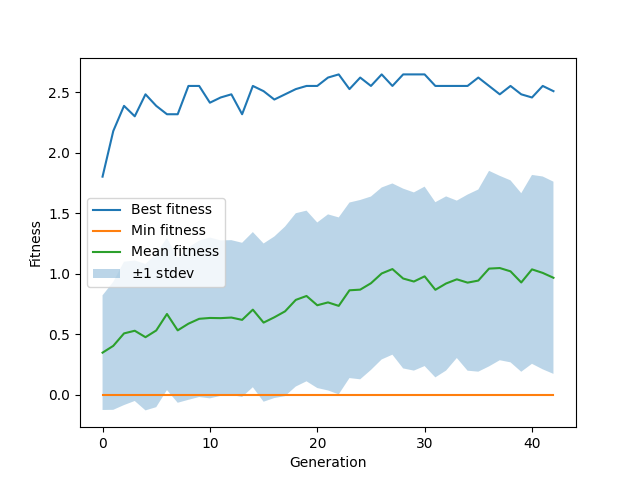 2.5
2.0
1.5
1.0
0.5
0.0
Fitness
Best fitness
Min fitness
Mean fitness
±1 stdev
0 10 20 30 40
Generation